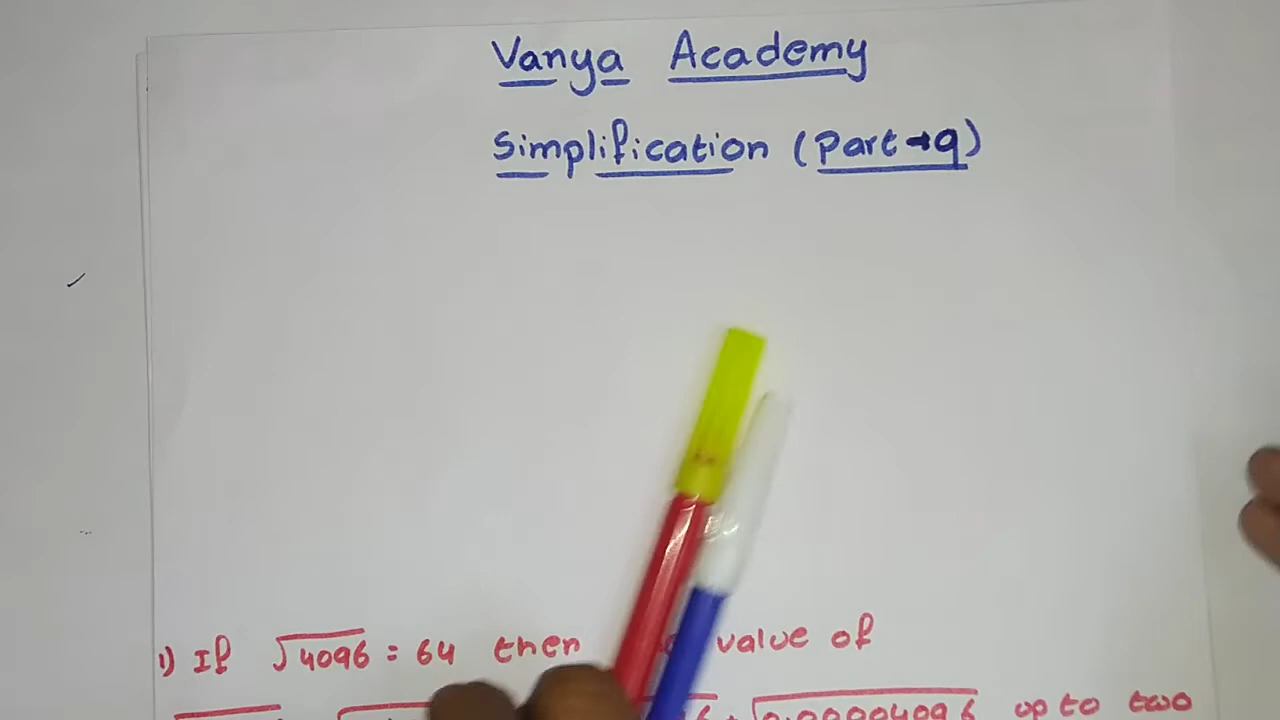 Vanya Academy
Simplification (Part→9)
1) If √4096 = 64 then value of
√0.00004096 up to two